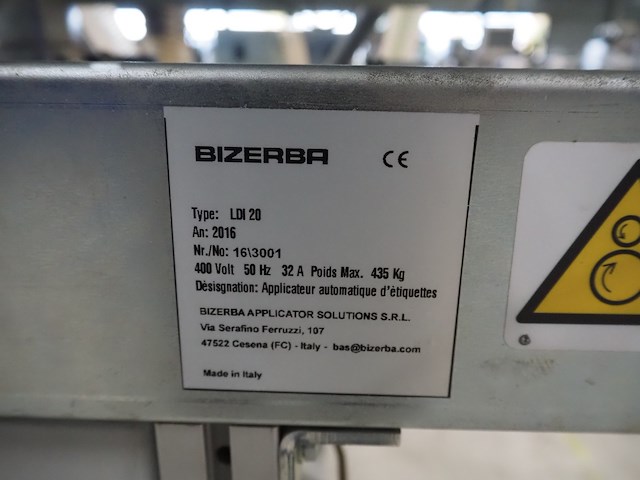 BIZERBA CE
Type: LDI 20
An: 2016
Nr./No: 16\3001
400 Volt 50 Hz 32 A Poids Max. 435 Kg
Dèsisgnation: Applicateur automatique d'ètiquettes
BIZERBA APPLICATOR SOLUTIONS S.R.L.
Via Serafino Ferruzzi, 107
47522 Cesena (FC) - Italy - bas@bizerba.com
Made in Italy